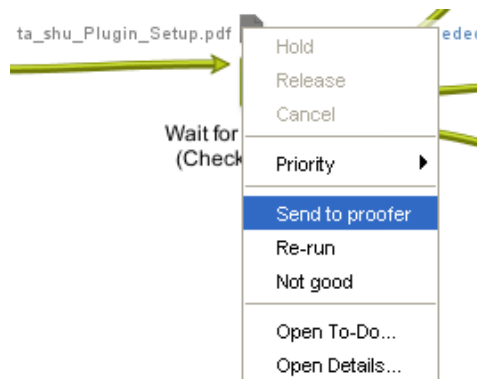 ta_shu_Plugin_Setup.pdf
Hold
Release
Cancel
Wait for
(Check
Priority
Send to proofer
Re-run
Not good
Open To-Do...
Open Details...